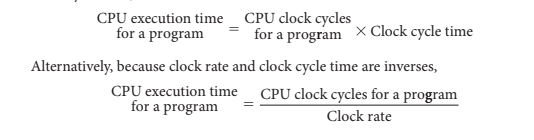 CPU execution time for a program = CPU clock cycles for a program × Clock cycle time
Alternatively, because clock rate and clock cycle time are inverses,
CPU execution time for a program = CPU clock cycles for a program / Clock rate